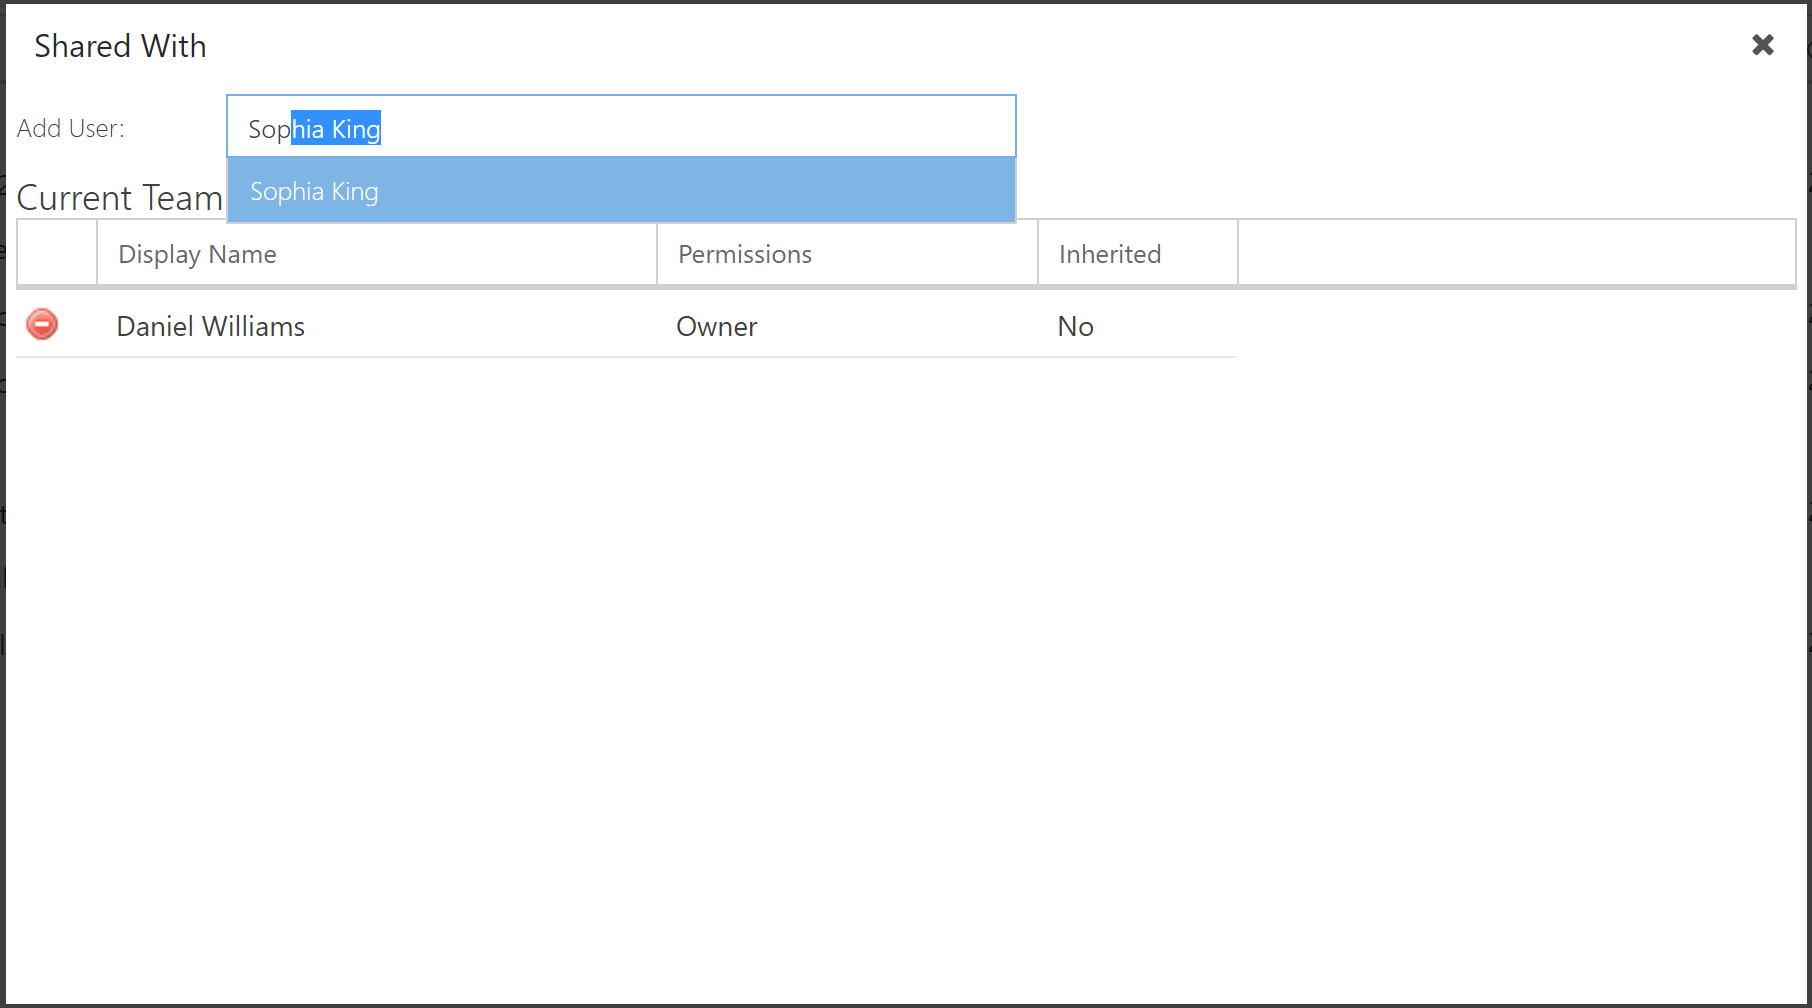 Shared With
Add User:
Sophia King
Sophia King
Current Team
Display Name Permissions Inherited
Daniel Williams Owner No